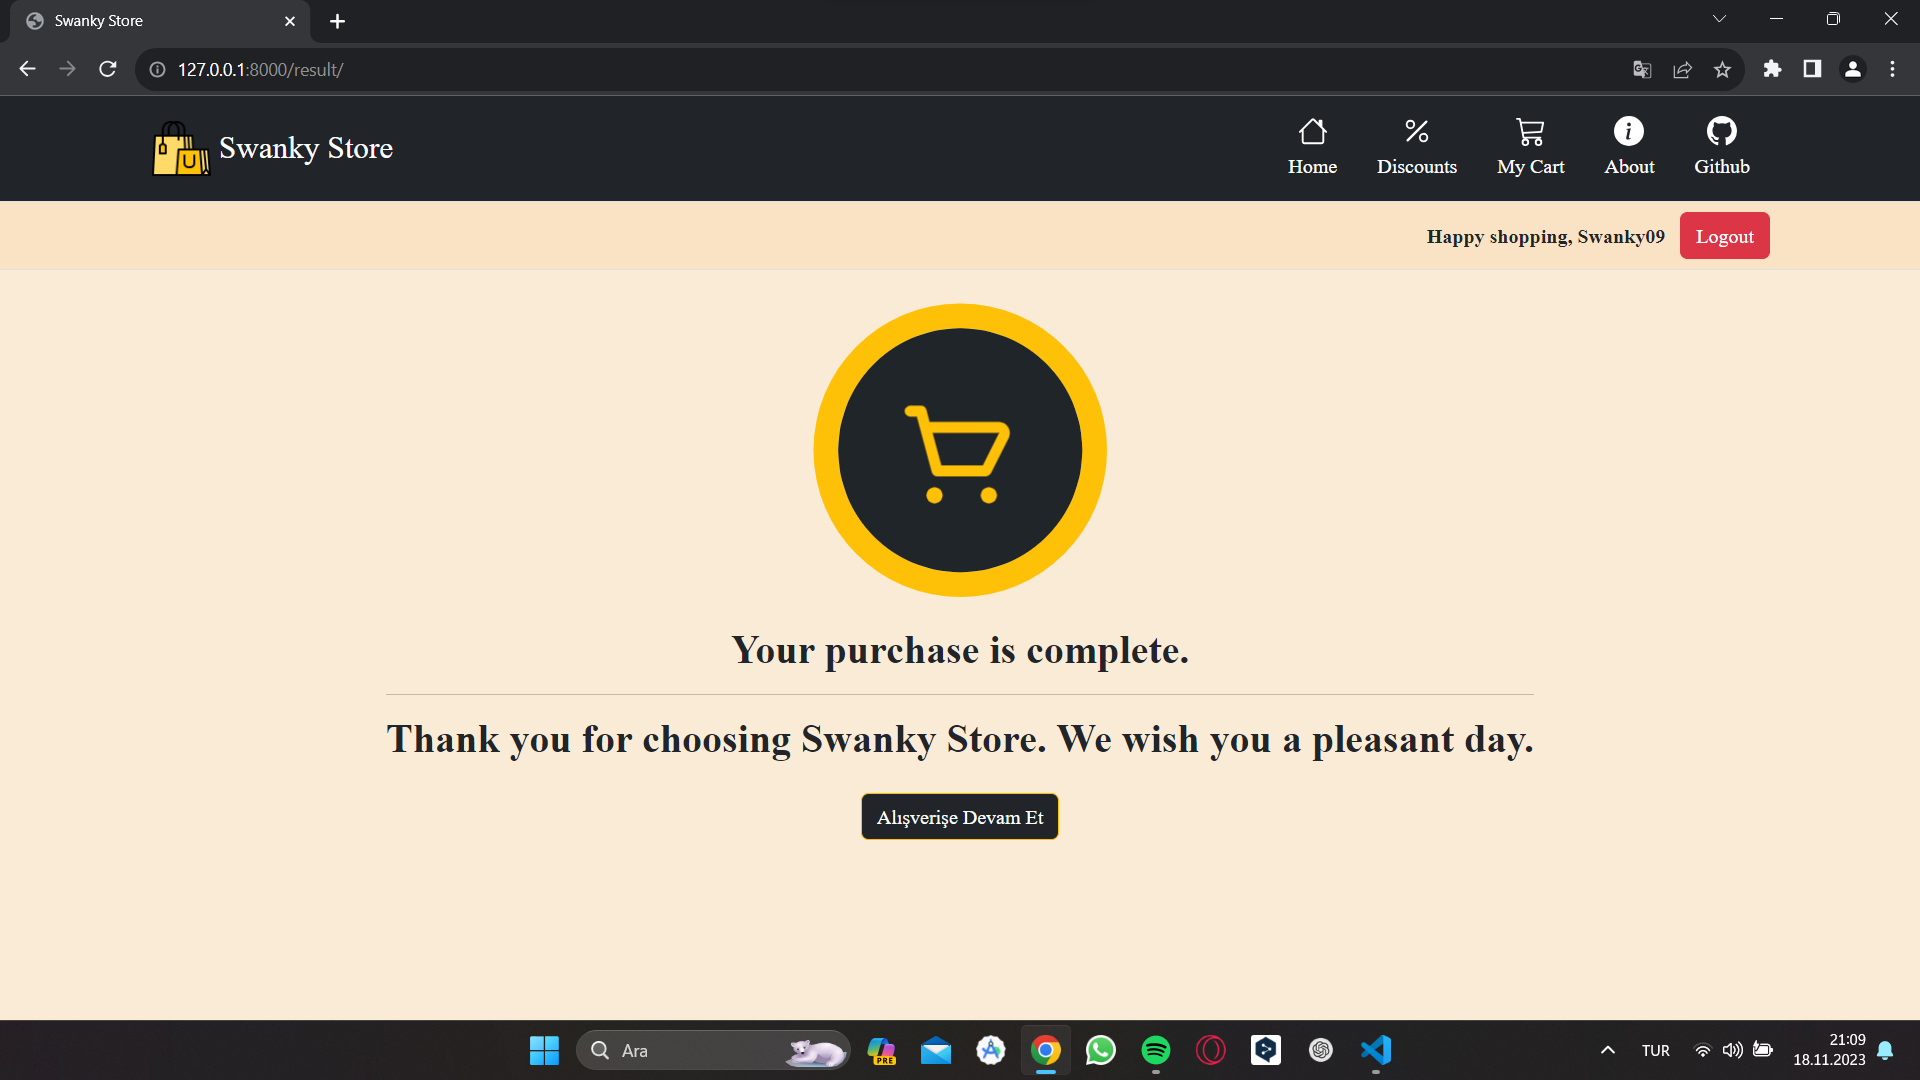 Swanky Store
127.0.0.1:8000/result/
Swanky Store
Home
Discounts
My Cart
About
Github
Happy shopping, Swanky09
Logout
Your purchase is complete.
Thank you for choosing Swanky Store. We wish you a pleasant day.
Alışverişe Devam Et
Ara
PRE
TUR
21:09
18.11.2023